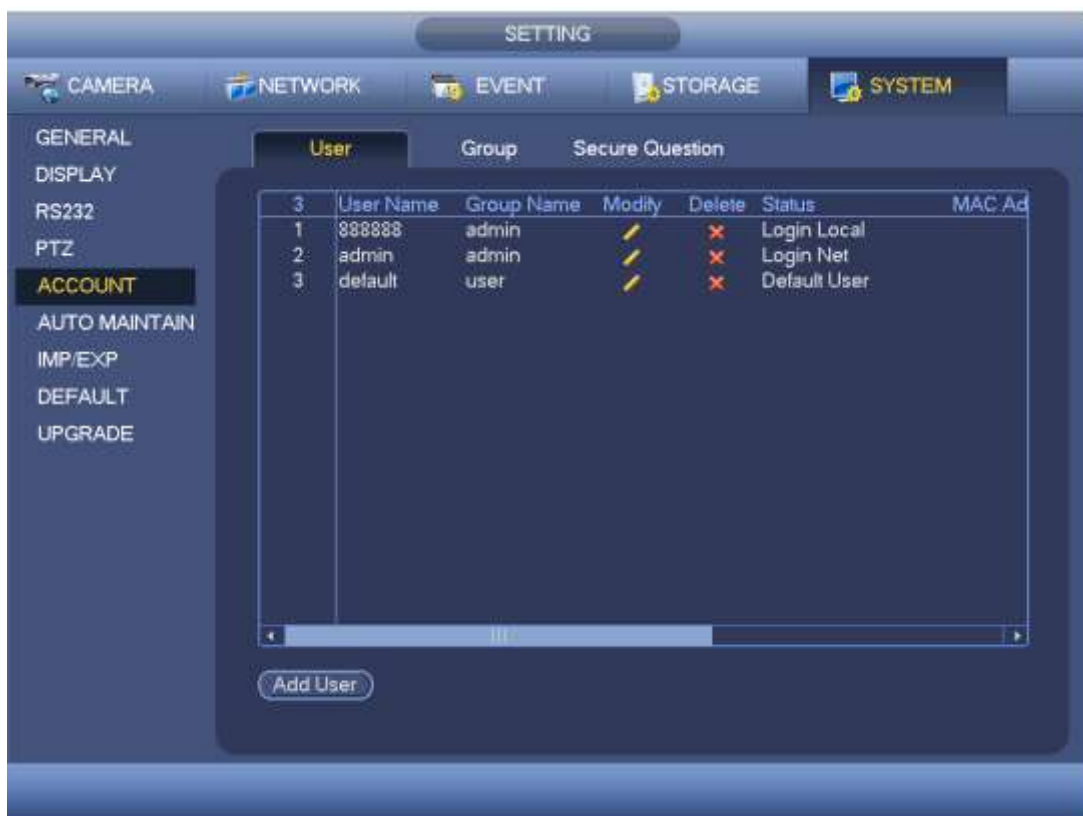 SETTING
CAMERA NETWORK EVENT STORAGE SYSTEM
GENERAL
DISPLAY
RS232
PTZ
ACCOUNT
AUTO MAINTAIN
IMP/EXP
DEFAULT
UPGRADE
User Group Secure Question
3 User Name Group Name Modify Delete Status MAC Ad
1 888888 admin Login Local
2 admin admin Login Net
3 default user Default User
Add User